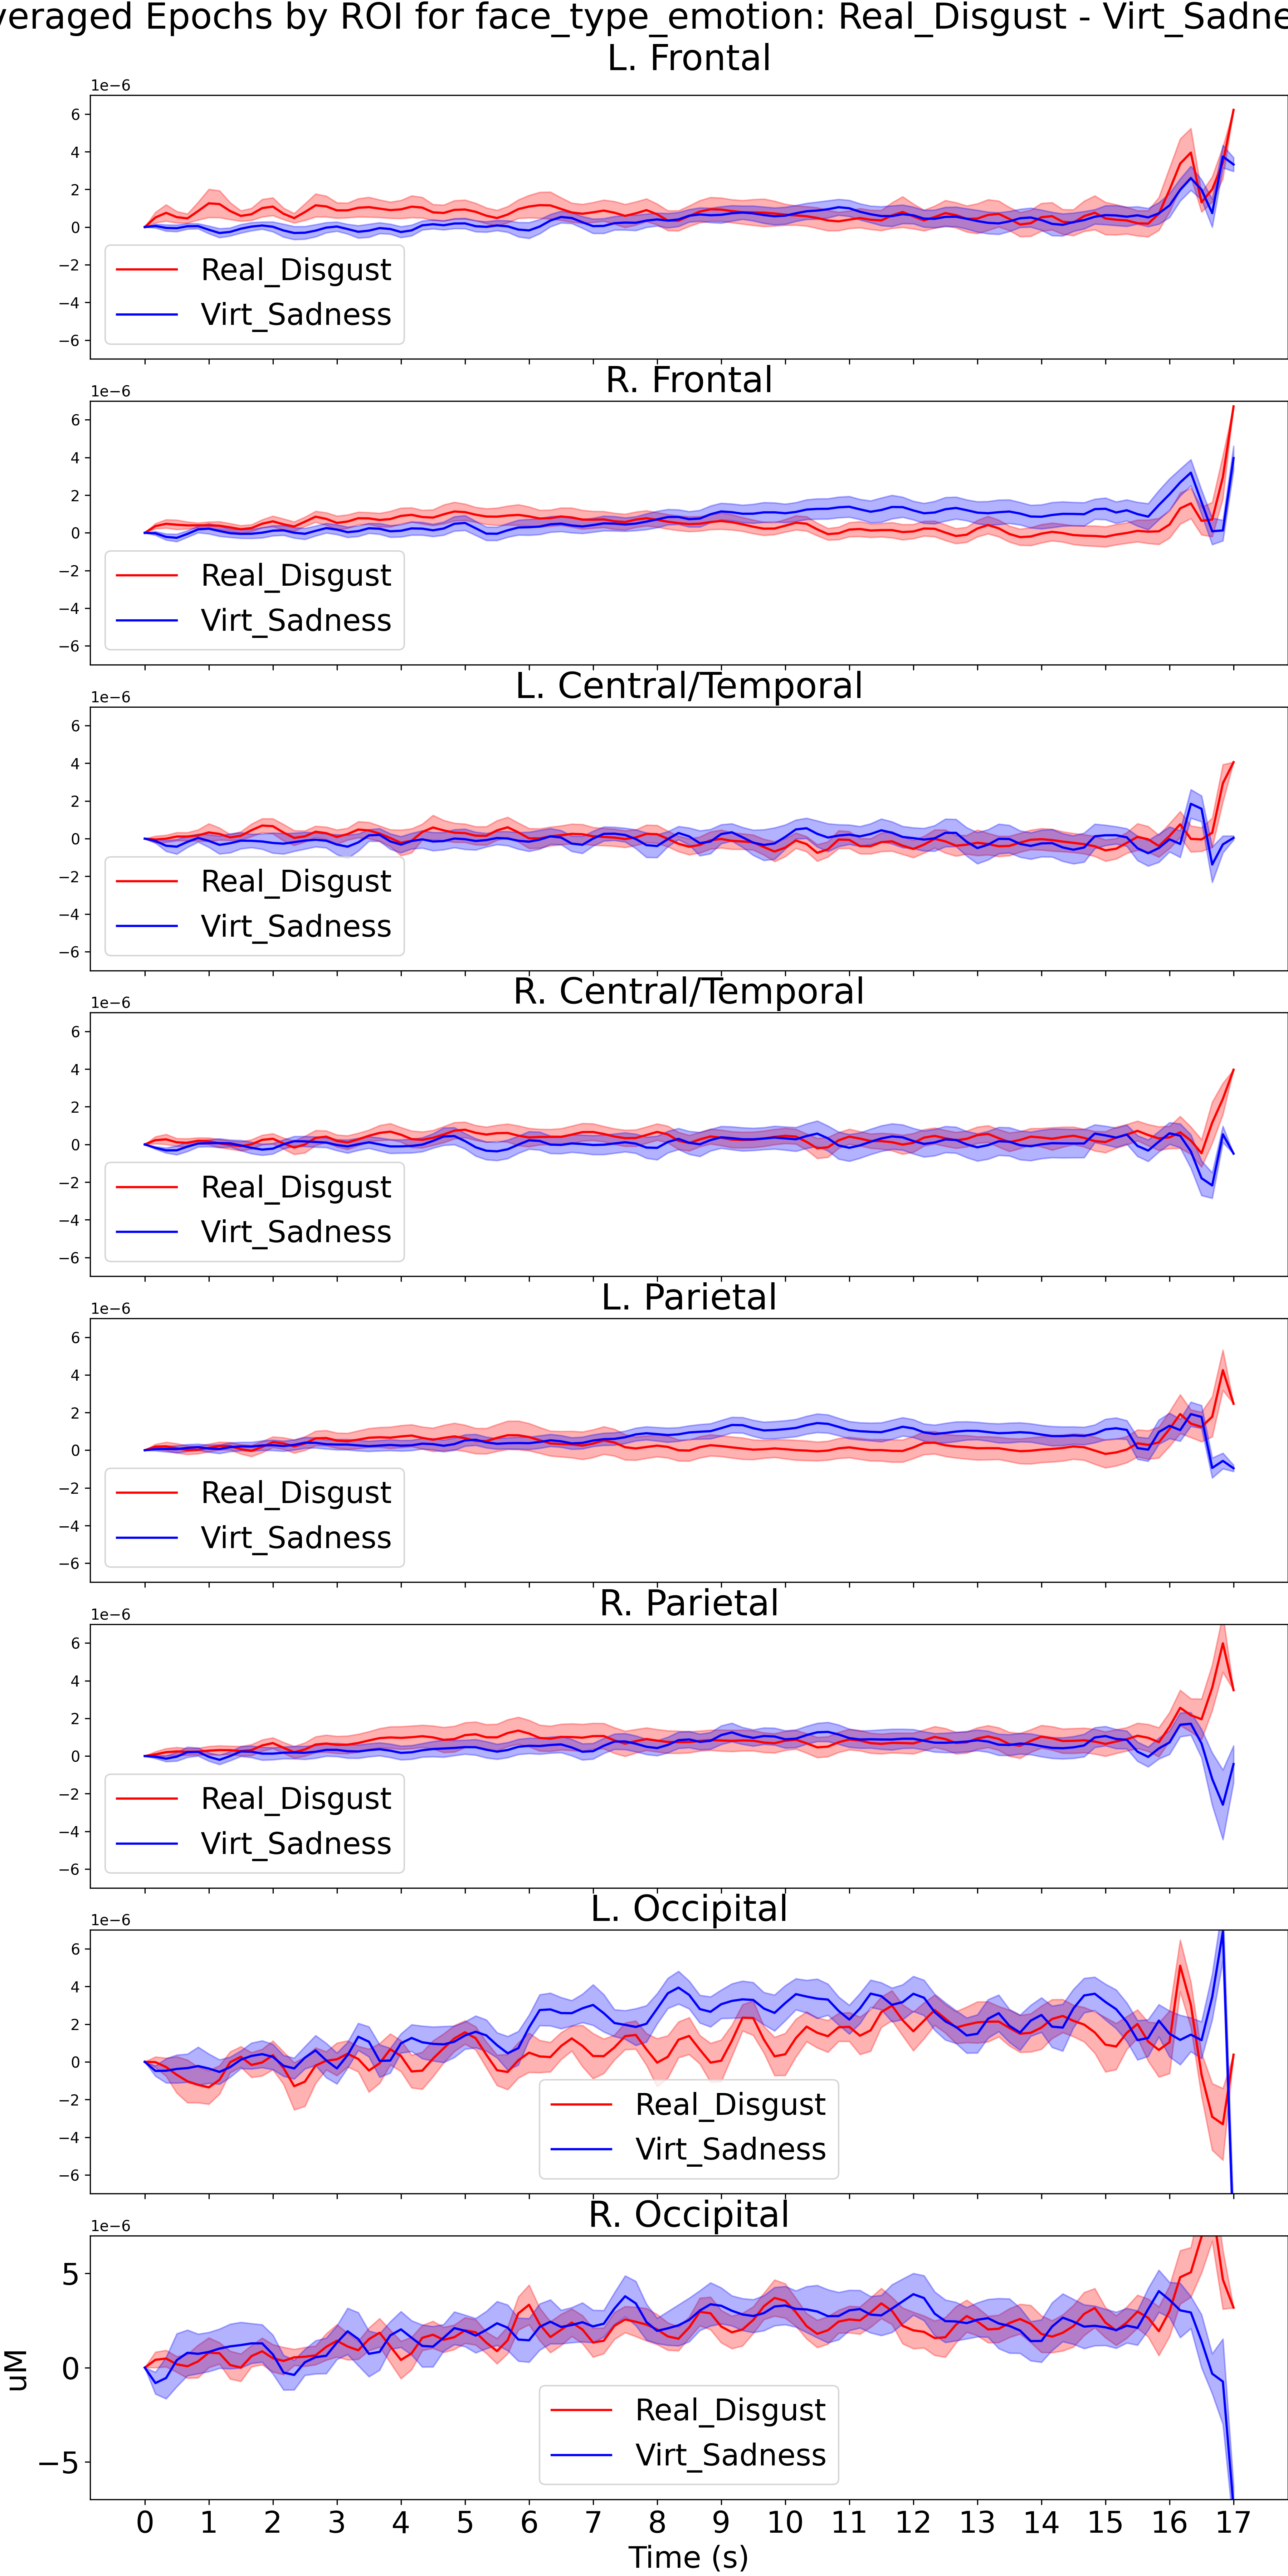 veraged Epochs by ROI for face_type_emotion: Real_Disgust - Virt_Sadne
L. Frontal
1e−6
6
4
2
0
−2
−4
−6
Real_Disgust
Virt_Sadness
R. Frontal
1e−6
6
4
2
0
−2
−4
−6
Real_Disgust
Virt_Sadness
L. Central/Temporal
1e−6
6
4
2
0
−2
−4
−6
Real_Disgust
Virt_Sadness
R. Central/Temporal
1e−6
6
4
2
0
−2
−4
−6
Real_Disgust
Virt_Sadness
L. Parietal
1e−6
6
4
2
0
−2
−4
−6
Real_Disgust
Virt_Sadness
R. Parietal
1e−6
6
4
2
0
−2
−4
−6
Real_Disgust
Virt_Sadness
L. Occipital
1e−6
6
4
2
0
−2
−4
−6
Real_Disgust
Virt_Sadness
R. Occipital
1e−6
5
0
−5
uM
Real_Disgust
Virt_Sadness
0 1 2 3 4 5 6 7 8 9 10 11 12 13 14 15 16 17
Time (s)